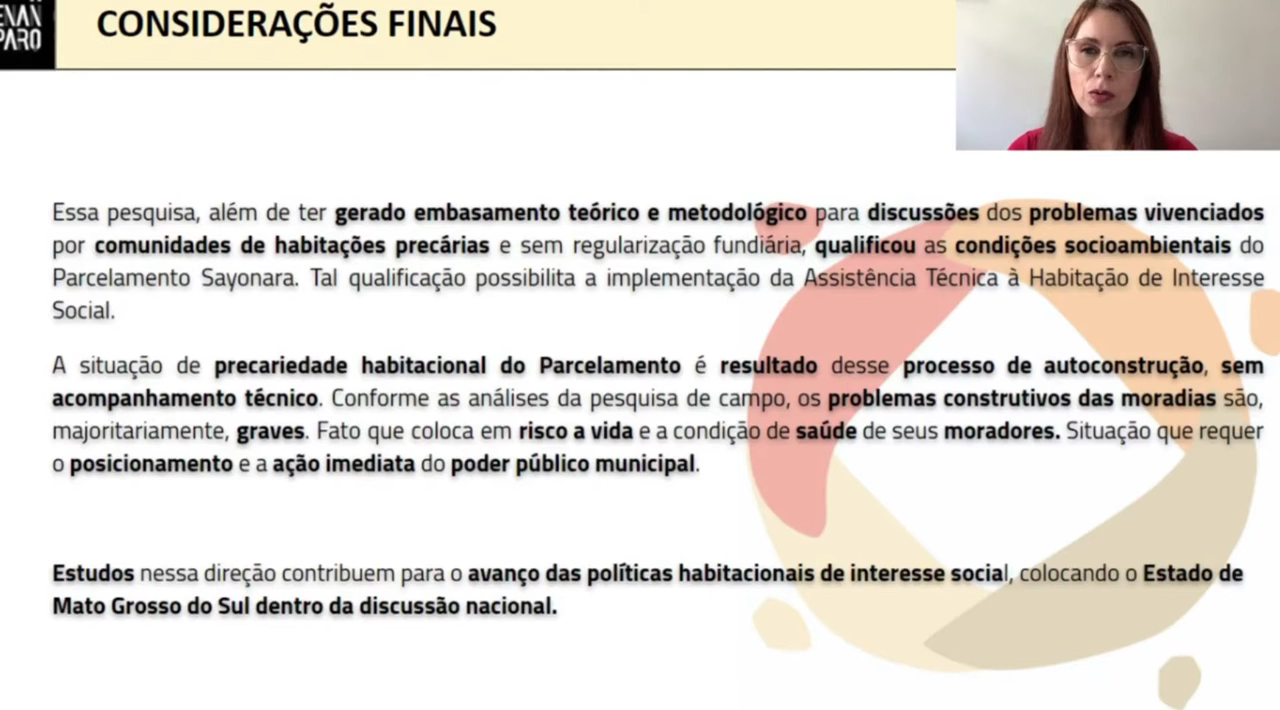 ENAN
PARO
CONSIDERAÇÕES FINAIS
Essa pesquisa, além de ter gerado embasamento teórico e metodológico para discussões dos problemas vivenciados
por comunidades de habitações precárias e sem regularização fundiária, qualificou as condições socioambientais do
Parcelamento Sayonara. Tal qualificação possibilita a implementação da Assistência Técnica à Habitação de Interesse
Social.
A situação de precariedade habitacional do Parcelamento é resultado desse processo de autoconstrução, sem
acompanhamento técnico. Conforme as análises da pesquisa de campo, os problemas construtivos das moradias são,
majoritariamente, graves. Fato que coloca em risco a vida e a condição de saúde de seus moradores. Situação que requer
o posicionamento e a ação imediata do poder público municipal.
Estudos nessa direção contribuem para o avanço das políticas habitacionais de interesse social, colocando o Estado de
Mato Grosso do Sul dentro da discussão nacional.